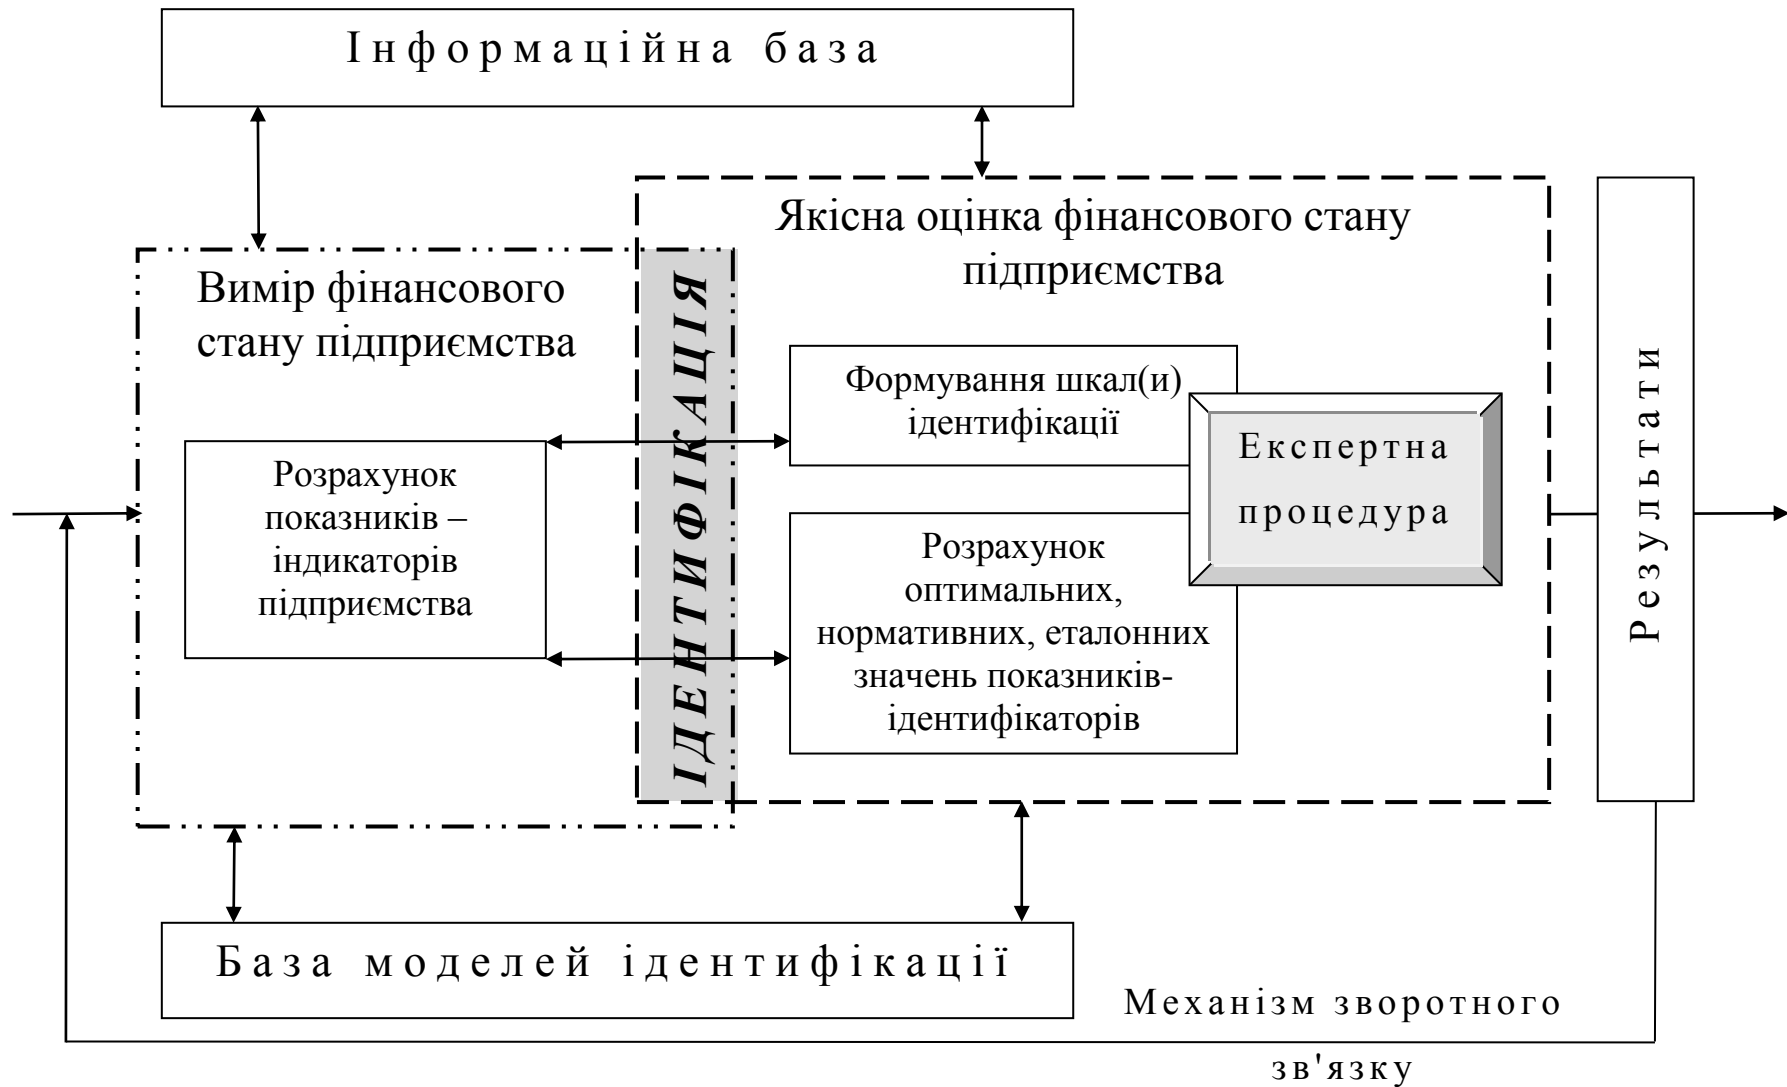 Інформаційна база
Якісна оцінка фінансового стану
підприємства
Вимір фінансового
стану підприємства
ІДЕНТИФІКАЦІЯ
Формування шкал(и)
ідентифікації
Експертна
процедура
Розрахунок
показників –
індикаторів
підприємства
Розрахунок
оптимальних,
нормативних, еталонних
значень показників-
ідентифікаторів
Результати
База моделей ідентифікації
Механізм зворотного
зв'язку